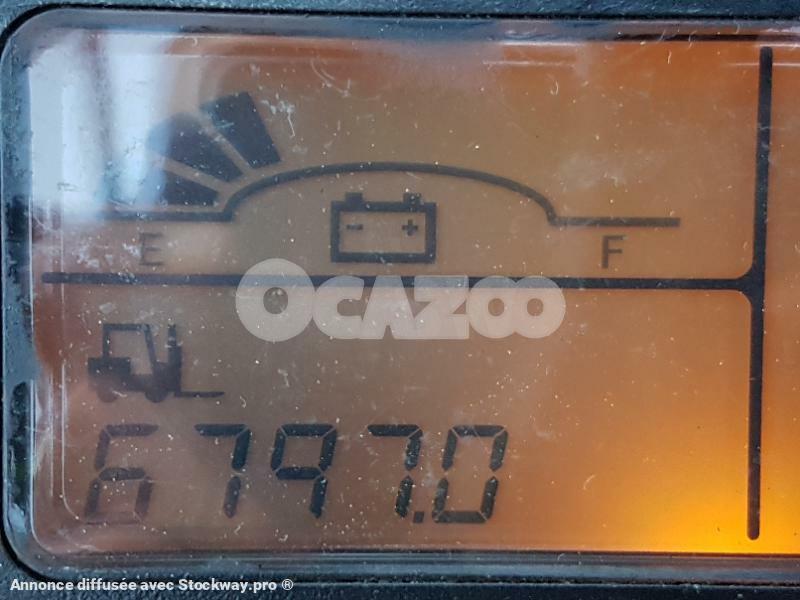 - +
E F
OCAZOO
6797.0
Annonce diffusée avec Stockway.pro ®